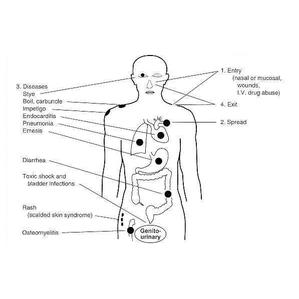 3. Diseases
Stye
Boil, carbuncle
Impetigo
Endocarditis
Pneumonia
Emesis
Diarrhea
Toxic shock and
bladder Infections
Rash
(scalded skin syndrome)
Osteomyelitis
1. Entry
(nasal or mucosal,
wounds,
I.V. drug abuse)
4. Exit
2. Spread
Genito-
urinary